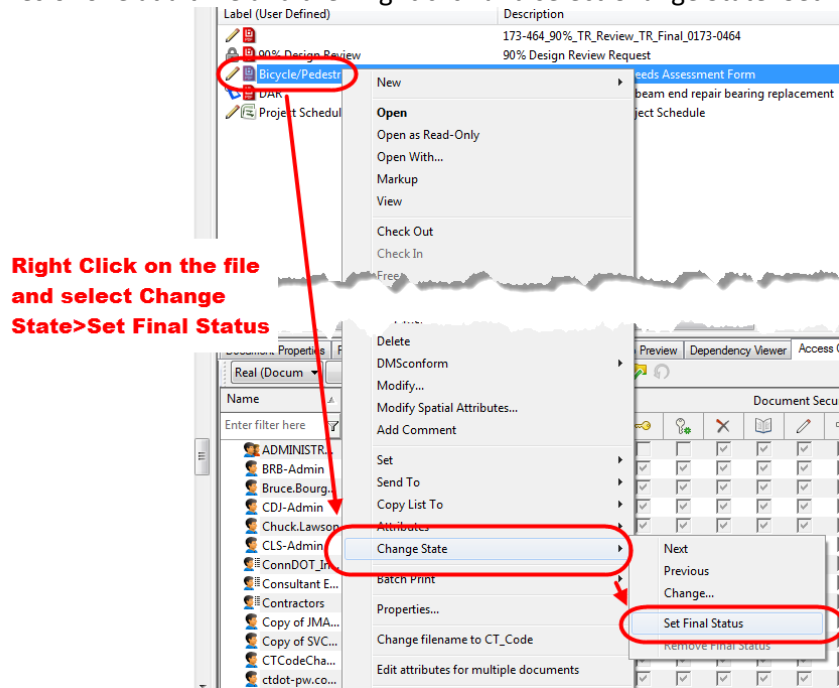 Label (User Defined) Description
173-464_90%_TR_Review_TR_Final_0173-0464
90% Design Review 90% Design Review Request
Bicycle/Pedestr eeds Assessment Form
DAR beam end repair bearing replacement
Project Schedul ject Schedule
New
Open
Open as Read-Only
Open With...
Markup
View
Check Out
Check In
Free
Right Click on the file
and select Change
State>Set Final Status
Delete
Document Properties Preview Dependency Viewer Access
DMSconform
Real (Docum
Modify...
Name Document Secu
Modify Spatial Attributes...
Enter filter here
Add Comment
ADMINISTR...
Set
BRB-Admin
Send To
Bruce.Bourg...
Copy List To
CDJ-Admin
Attributes
Chuck.Lawson
Change State Next
CLS-Admin
ConnDOT_In...
Previous
Batch Print
Consultant E...
Change...
Contractors
Properties...
Set Final Status
Copy of JMA...
Change filename to CT_Code
Remove Final Status
Copy of SVC...
CTCodeCha...
Edit attributes for multiple documents
ctdot-pw.co...